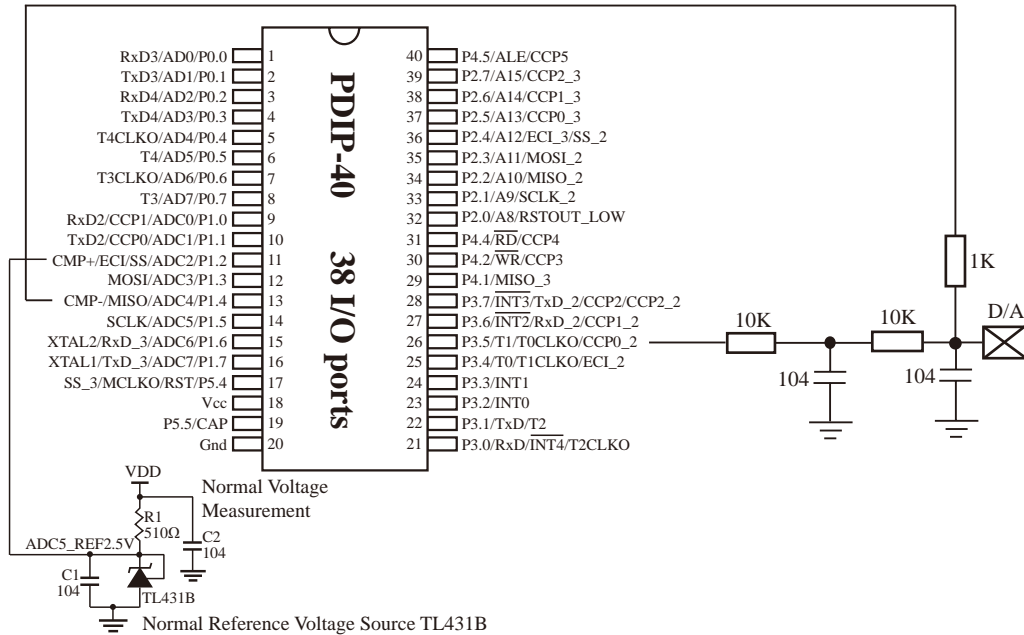 RxD3/AD0/P0.0 1
TxD3/AD1/P0.1 2
RxD4/AD2/P0.2 3
TxD4/AD3/P0.3 4
T4CLKO/AD4/P0.4 5
T4/AD5/P0.5 6
T3CLKO/AD6/P0.6 7
T3/AD7/P0.7 8
RxD2/CCP1/ADC0/P1.0 9
TxD2/CCP0/ADC1/P1.1 10
CMP+/ECI/SS/ADC2/P1.2 11
MOSI/ADC3/P1.3 12
CMP-/MISO/ADC4/P1.4 13
SCLK/ADC5/P1.5 14
XTAL2/RxD_3/ADC6/P1.6 15
XTAL1/TxD_3/ADC7/P1.7 16
SS_3/MCLKO/RST/P5.4 17
Vcc 18
P5.5/CAP 19
Gnd 20
PDIP-40 38 I/O ports
40 P4.5/ALE/CCP5
39 P2.7/A15/CCP2_3
38 P2.6/A14/CCP1_3
37 P2.5/A13/CCP0_3
36 P2.4/A12/ECI_3/SS_2
35 P2.3/A11/MOSI_2
34 P2.2/A10/MISO_2
33 P2.1/A9/SCLK_2
32 P2.0/A8/RSTOUT_LOW
31 P4.4/RD/CCP4
30 P4.2/WR/CCP3
29 P4.1/MISO_3
28 P3.7/INT3/TxD_2/CCP2/CCP2_2
27 P3.6/INT2/RxD_2/CCP1_2
26 P3.5/T1/T0CLKO/CCP0_2
25 P3.4/T0/T1CLKO/ECI_2
24 P3.3/INT1
23 P3.2/INT0
22 P3.1/TxD/T2
21 P3.0/RxD/INT4/T2CLKO
1K
D/A
10K
10K
104
104
VDD
Normal Voltage
Measurement
R1
510Ω
C2
104
ADC5_REF2.5V
C1
104
TL431B
Normal Reference Voltage Source TL431B